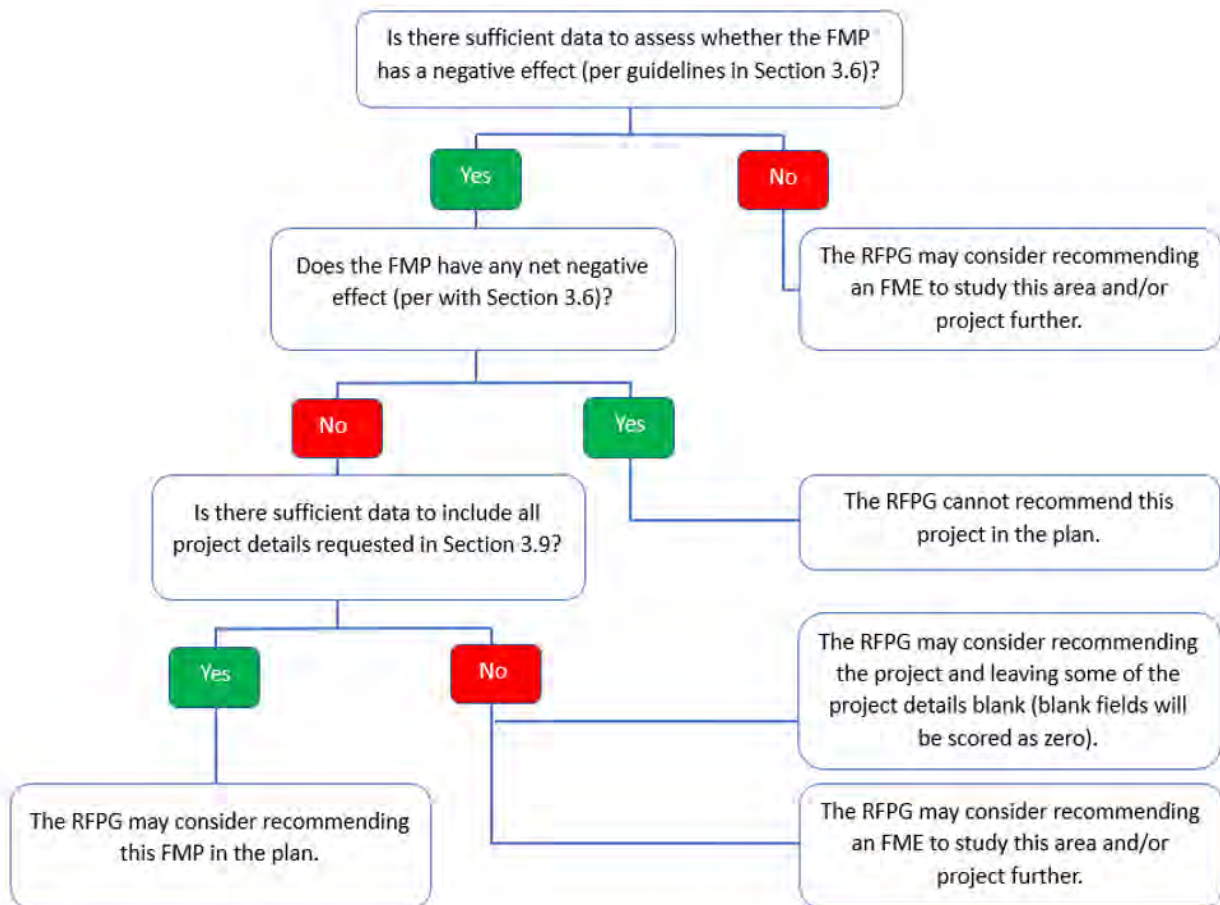 Is there sufficient data to assess whether the FMP
has a negative effect (per guidelines in Section 3.6)?
Yes
No
Does the FMP have any net negative
effect (per with Section 3.6)?
The RFPG may consider recommending
an FME to study this area and/or
project further.
No
Yes
Is there sufficient data to include all
project details requested in Section 3.9?
The RFPG cannot recommend this
project in the plan.
Yes
No
The RFPG may consider recommending
the project and leaving some of the
project details blank (blank fields will
be scored as zero).
The RFPG may consider recommending
this FMP in the plan.
The RFPG may consider recommending
an FME to study this area and/or
project further.